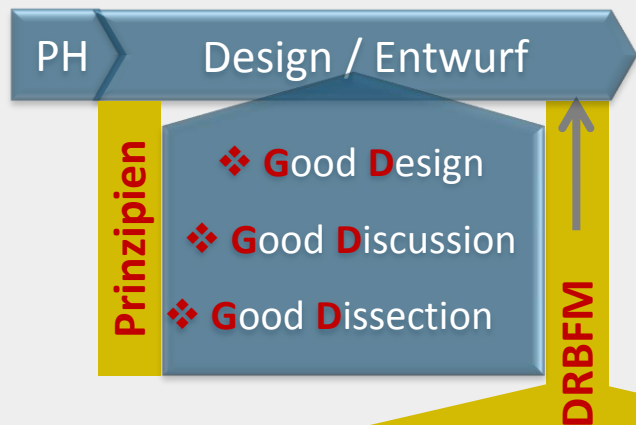 PH
Design / Entwurf
Prinzipien
❖ Good Design
❖ Good Discussion
❖ Good Dissection
DRBFM